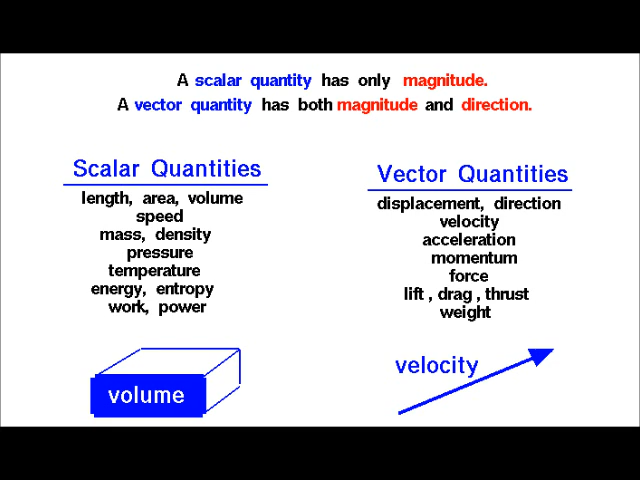 A scalar quantity has only magnitude.
A vector quantity has both magnitude and direction.
Scalar Quantities
length, area, volume
speed
mass, density
pressure
temperature
energy, entropy
work, power
volume
Vector Quantities
displacement, direction
velocity
acceleration
momentum
force
lift , drag , thrust
weight
velocity